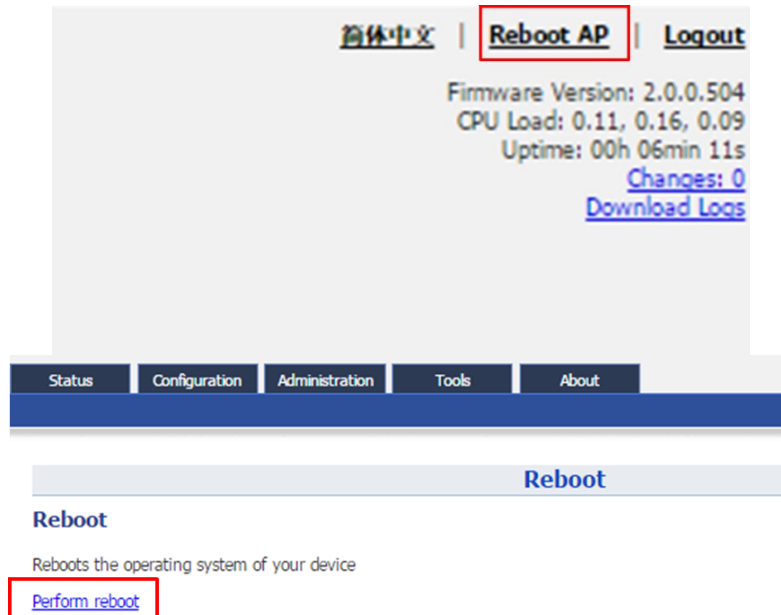 简体中文 | Reboot AP | Logout
Firmware Version: 2.0.0.504
CPU Load: 0.11, 0.16, 0.09
Uptime: 00h 06min 11s
Changes: 0
Download Logs
Status Configuration Administration Tools About
Reboot
Reboot
Reboots the operating system of your device
Perform reboot